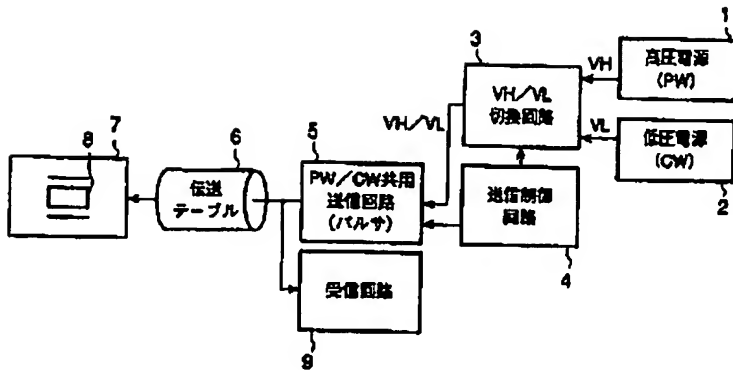 1
高圧電源
(PW)
VH
3
VH/VL
切換回路
VL
低圧電源
(CW)
2
VH/VL
5
PW/CW共用
送信回路
(パルサ)
送信制御
回路
4
6
伝送
テーブル
7
8
受信回路
9